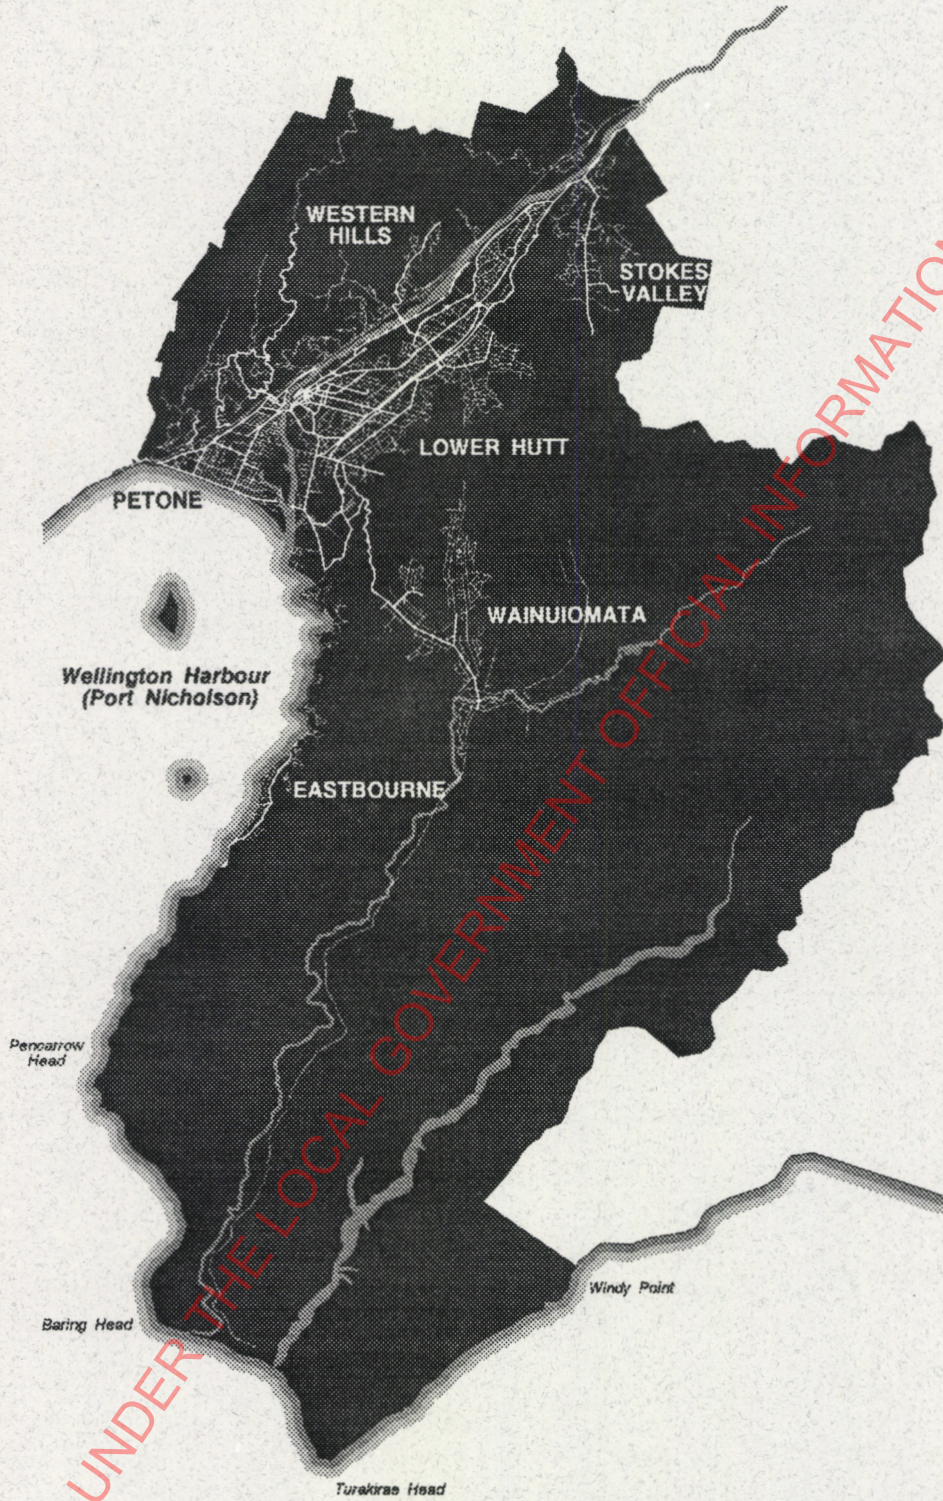 WESTERN
HILLS
STOKES
VALLEY
LOWER HUTT
PETONE
WAINUIOMATA
Wellington Harbour
(Port Nicholson)
EASTBOURNE
Pencarrow
Head
Windy Point
Baring Head
Turakirae Head
UNDER THE LOCAL GOVERNMENT OFFICIAL INFORMATIO